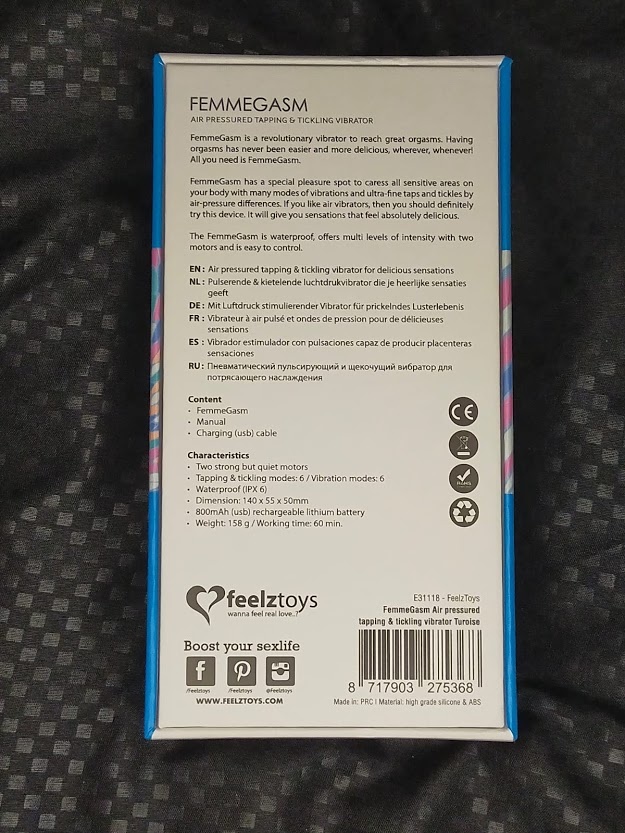 FEMMEGASM
AIR PRESSURED TAPPING & TICKLING VIBRATOR
FemmeGasm is a revolutionary vibrator to reach great orgasms. Having
orgasms has never been easier and more delicious, wherever, whenever!
All you need is FemmeGasm.
FemmeGasm has a special pleasure spot to caress all sensitive areas on
your body with many modes of vibrations and ultra-fine taps and tickles by
air-pressure differences. If you like air vibrators, then you should definitely
try this device. It will give you sensations that feel absolutely delicious.
The FemmeGasm is waterproof, offers multi levels of intensity with two
motors and is easy to control.
EN : Air pressured tapping & tickling vibrator for delicious sensations
NL : Pulserende & kietelende luchtdrukvibrator die je heerlijke sensaties
geeft
DE : Mit Luftdruck stimulierender Vibrator für prickelndes Lusterlebenis
FR : Vibrateur à air pulsé et ondes de pression pour de délicieuses
sensations
ES : Vibrador estimulador con pulsaciones capaz de producir placenteras
sensaciones
RU : Пневматический пульсирующий и щекочущий вибратор для
потрясающего наслаждения
Content
• FemmeGasm
• Manual
• Charging (usb) cable
Characteristics
• Two strong but quiet motors
• Tapping & tickling modes: 6 / Vibration modes: 6
• Waterproof (IPX 6)
• Dimension: 140 x 55 x 50mm
• 800mAh (usb) rechargeable lithium battery
• Weight: 158 g / Working time: 60 min.
CE
RoHS
feelztoys
wanna feel real love..?
Boost your sexlife
/Feelztoys /Feelztoys @Feelztoys
WWW.FEELZTOYS.COM
E31118 - FeelzToys
FemmeGasm Air pressured
tapping & tickling vibrator Turoise
8 717903 275368
Made in: PRC I Material: high grade silicone & ABS